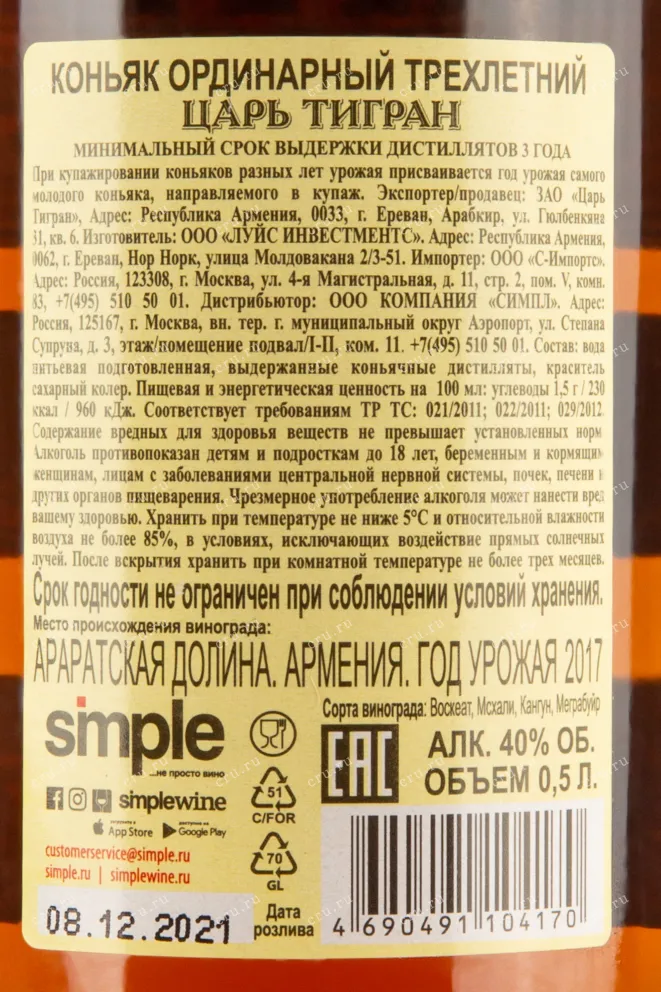 КОНЬЯК ОРДИНАРНЫЙ ТРЕХЛЕТНИЙ
ЦАРЬ ТИГРАН
МИНИМАЛЬНЫЙ СРОК ВЫДЕРЖКИ ДИСТИЛЛЯТОВ 3 ГОДА
При купажировании коньяков разных лет урожая присваивается год урожая самого
молодого коньяка, направляемого в купаж. Экспортер/продавец: ЗАО «Царь
Тигран», Адрес: Республика Армения, 0033, г. Ереван, Арабкир, ул. Гюлбенкяна
31, кв. 6. Изготовитель: ООО «ЛУЙС ИНВЕСТМЕНТС». Адрес: Республика Армения,
0062, г. Ереван, Нор Норк, улица Молдовакана 2/3-51. Импортер: ООО «С-Импортс».
Адрес: Россия, 123308, г. Москва, ул. 4-я Магистральная, д. 11, стр. 2, пом. V, комн.
83, +7(495) 510 50 01. Дистрибьютор: ООО КОМПАНИЯ «СИМПЛ». Адрес:
Россия, 125167, г. Москва, вн. тер. г. муниципальный округ Аэропорт, ул. Степана
Супруна, д. 3, этаж/помещение подвал/I-II, ком. 11. +7(495) 510 50 01. Состав: вода
питьевая подготовленная, выдержанные коньячные дистилляты, краситель
сахарный колер. Пищевая и энергетическая ценность на 100 мл: углеводы 1,5 г / 230
ккал / 960 кДж. Соответствует требованиям ТР ТС: 021/2011; 022/2011; 029/2012
Содержание вредных для здоровья веществ не превышает установленных норм
Алкоголь противопоказан детям и подросткам до 18 лет, беременным и кормящим
женщинам, лицам с заболеваниями центральной нервной системы, почек, печени и
других органов пищеварения. Чрезмерное употребление алкоголя может нанести вред
вашему здоровью. Хранить при температуре не ниже 5°С и относительной влажности
воздуха не более 85%, в условиях, исключающих воздействие прямых солнечных
лучей. После вскрытия хранить при комнатной температуре не более трех месяцев.
Срок годности не ограничен при соблюдении условий хранения.
Место происхождения винограда:
АРАРАТСКАЯ ДОЛИНА. АРМЕНИЯ. ГОД УРОЖАЯ 2017
Сорта винограда: Воскеат, Мсхали, Кангун, Меграбуйр
simple
...не просто вино
EAC
АЛК. 40% ОБ.
ОБЪЕМ 0,5 Л.
simplewine
App Store
Google Play
customerservice@simple.ru
simple.ru | simplewine.ru
51
C/FOR
70
GL
08.12.2021
Дата
розлива
4 690491 104170
cru.ru